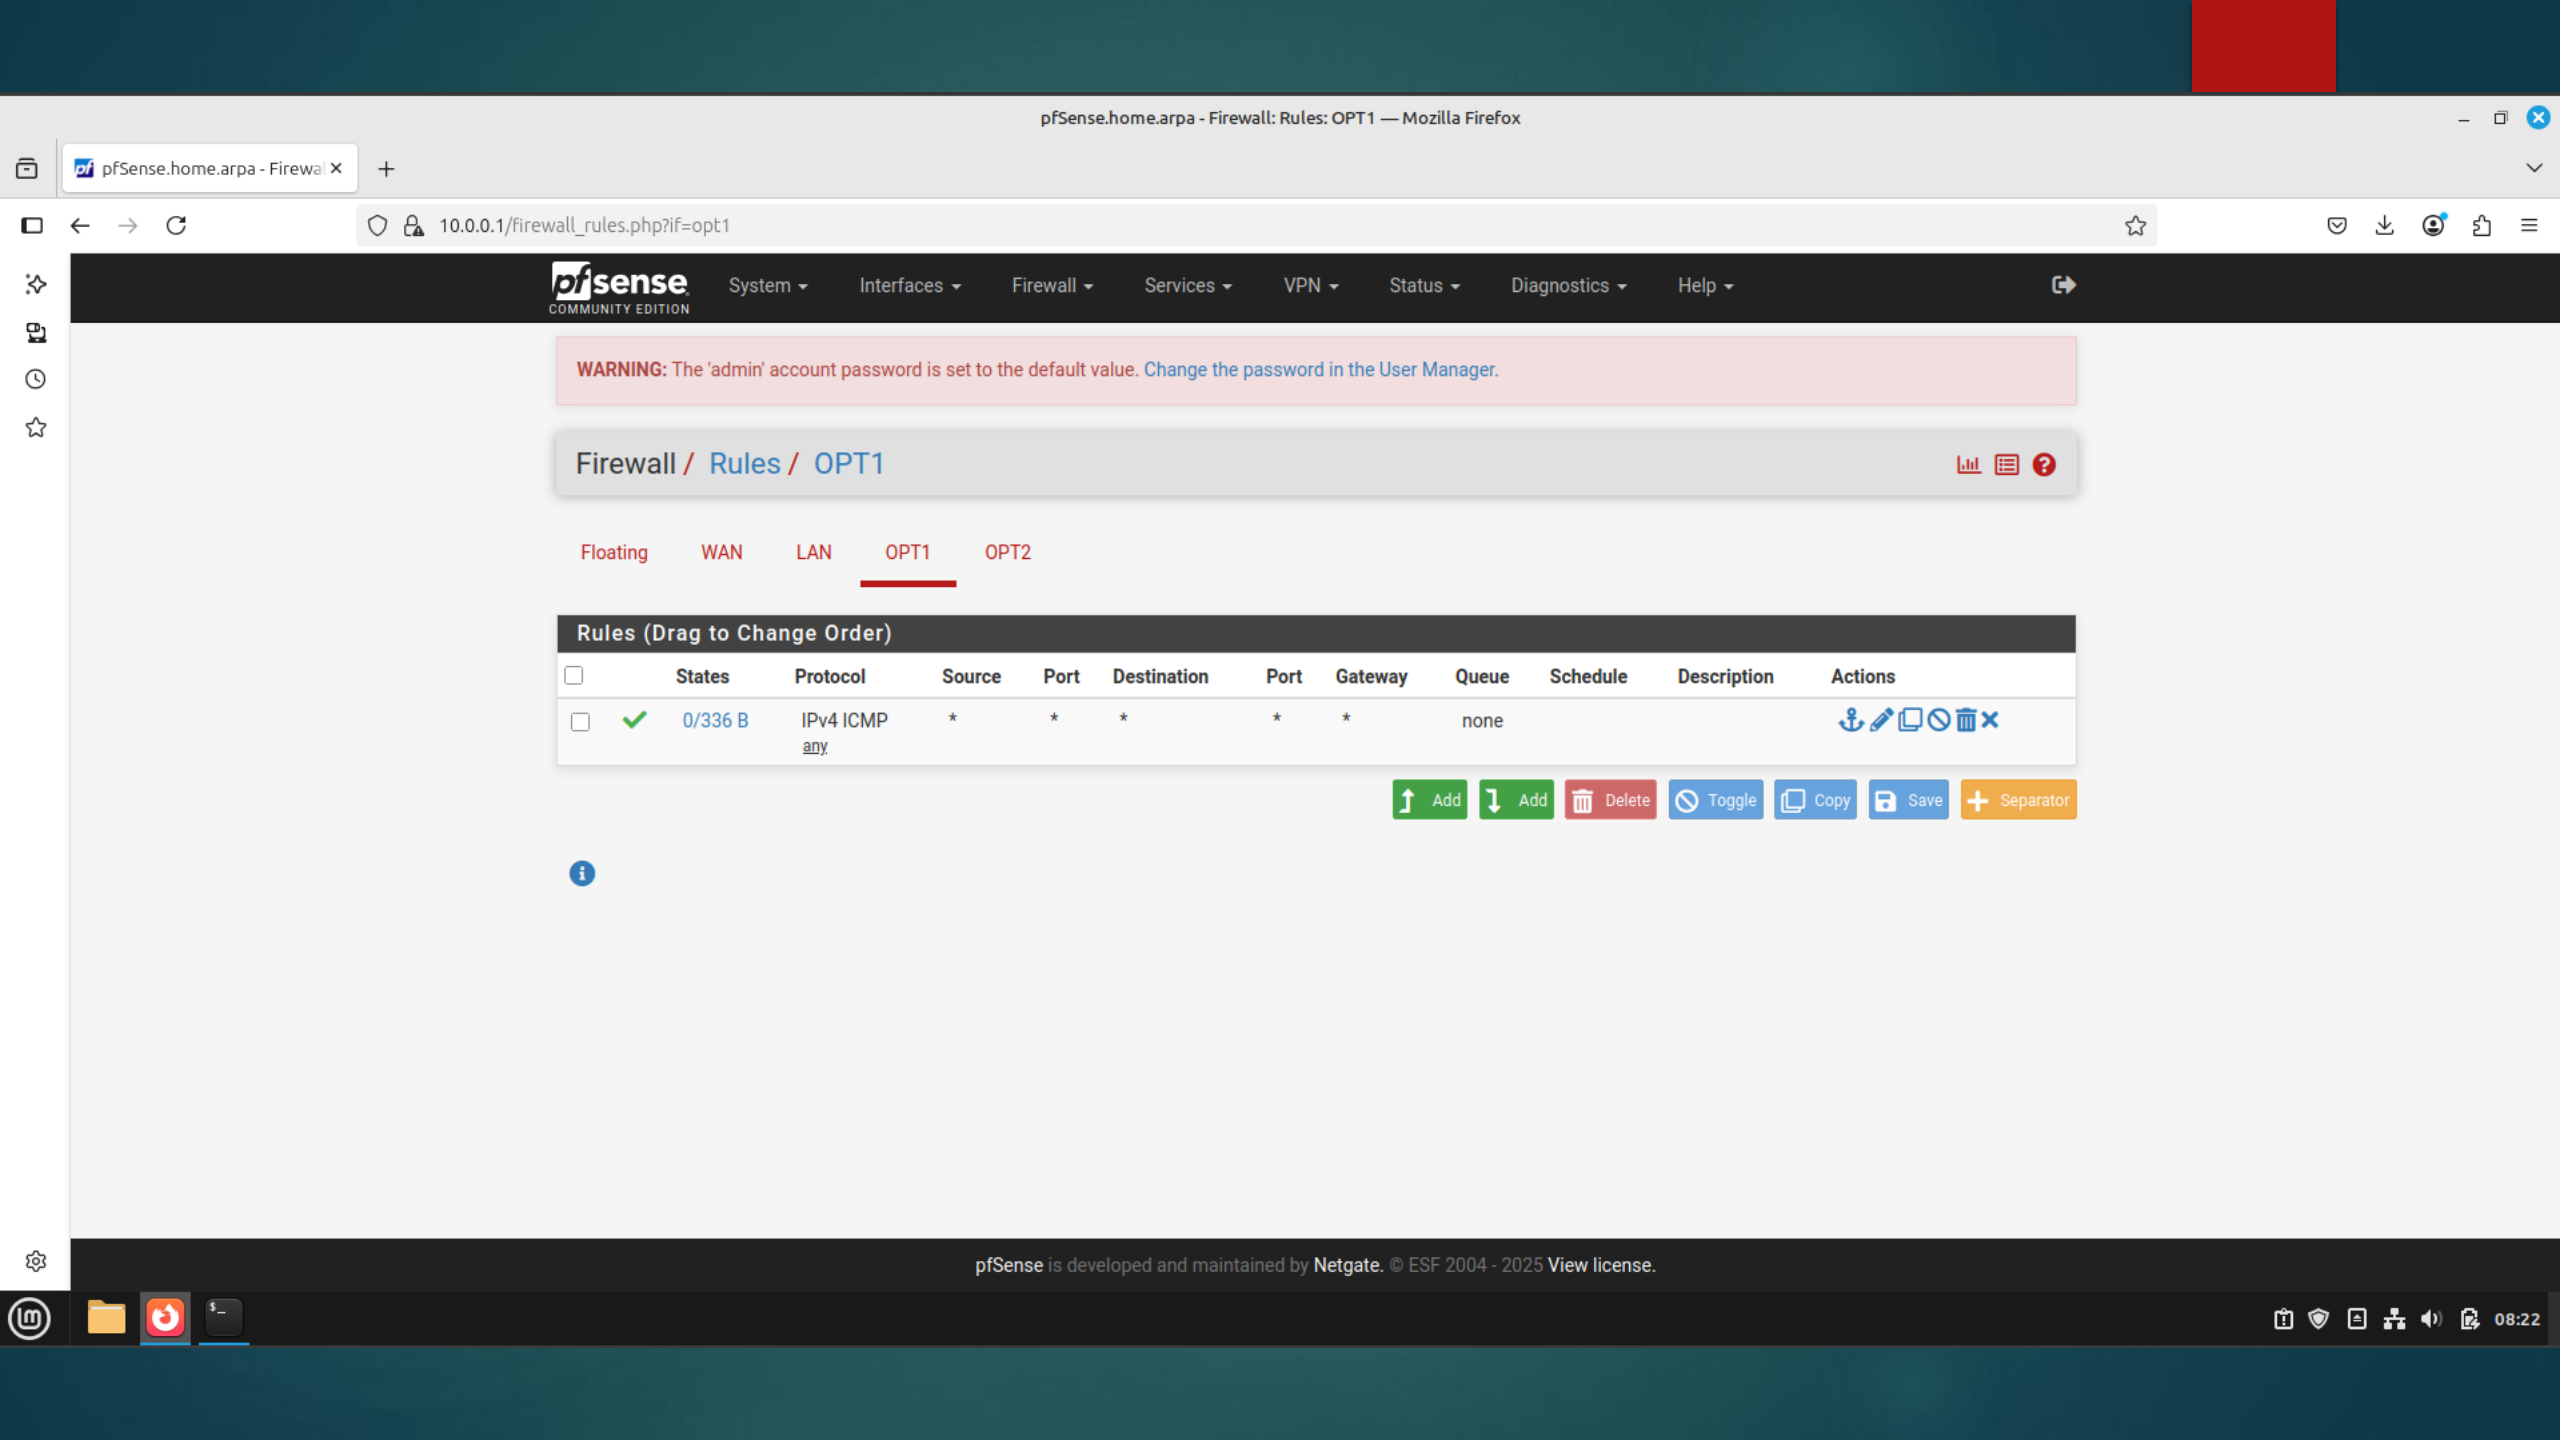 pfSense.home.arpa - Firewall: Rules: OPT1 — Mozilla Firefox
pfSense.home.arpa - Firewal
10.0.0.1/firewall_rules.php?if=opt1
pfsense
COMMUNITY EDITION
System Interfaces Firewall Services VPN Status Diagnostics Help
WARNING: The 'admin' account password is set to the default value. Change the password in the User Manager.
Firewall / Rules / OPT1
Floating WAN LAN OPT1 OPT2
Rules (Drag to Change Order)
States Protocol Source Port Destination Port Gateway Queue Schedule Description Actions
0/336 B IPv4 ICMP * * * * * none
any
Add Add Delete Toggle Copy Save Separator
pfSense is developed and maintained by Netgate. © ESF 2004 - 2025 View license.
08:22